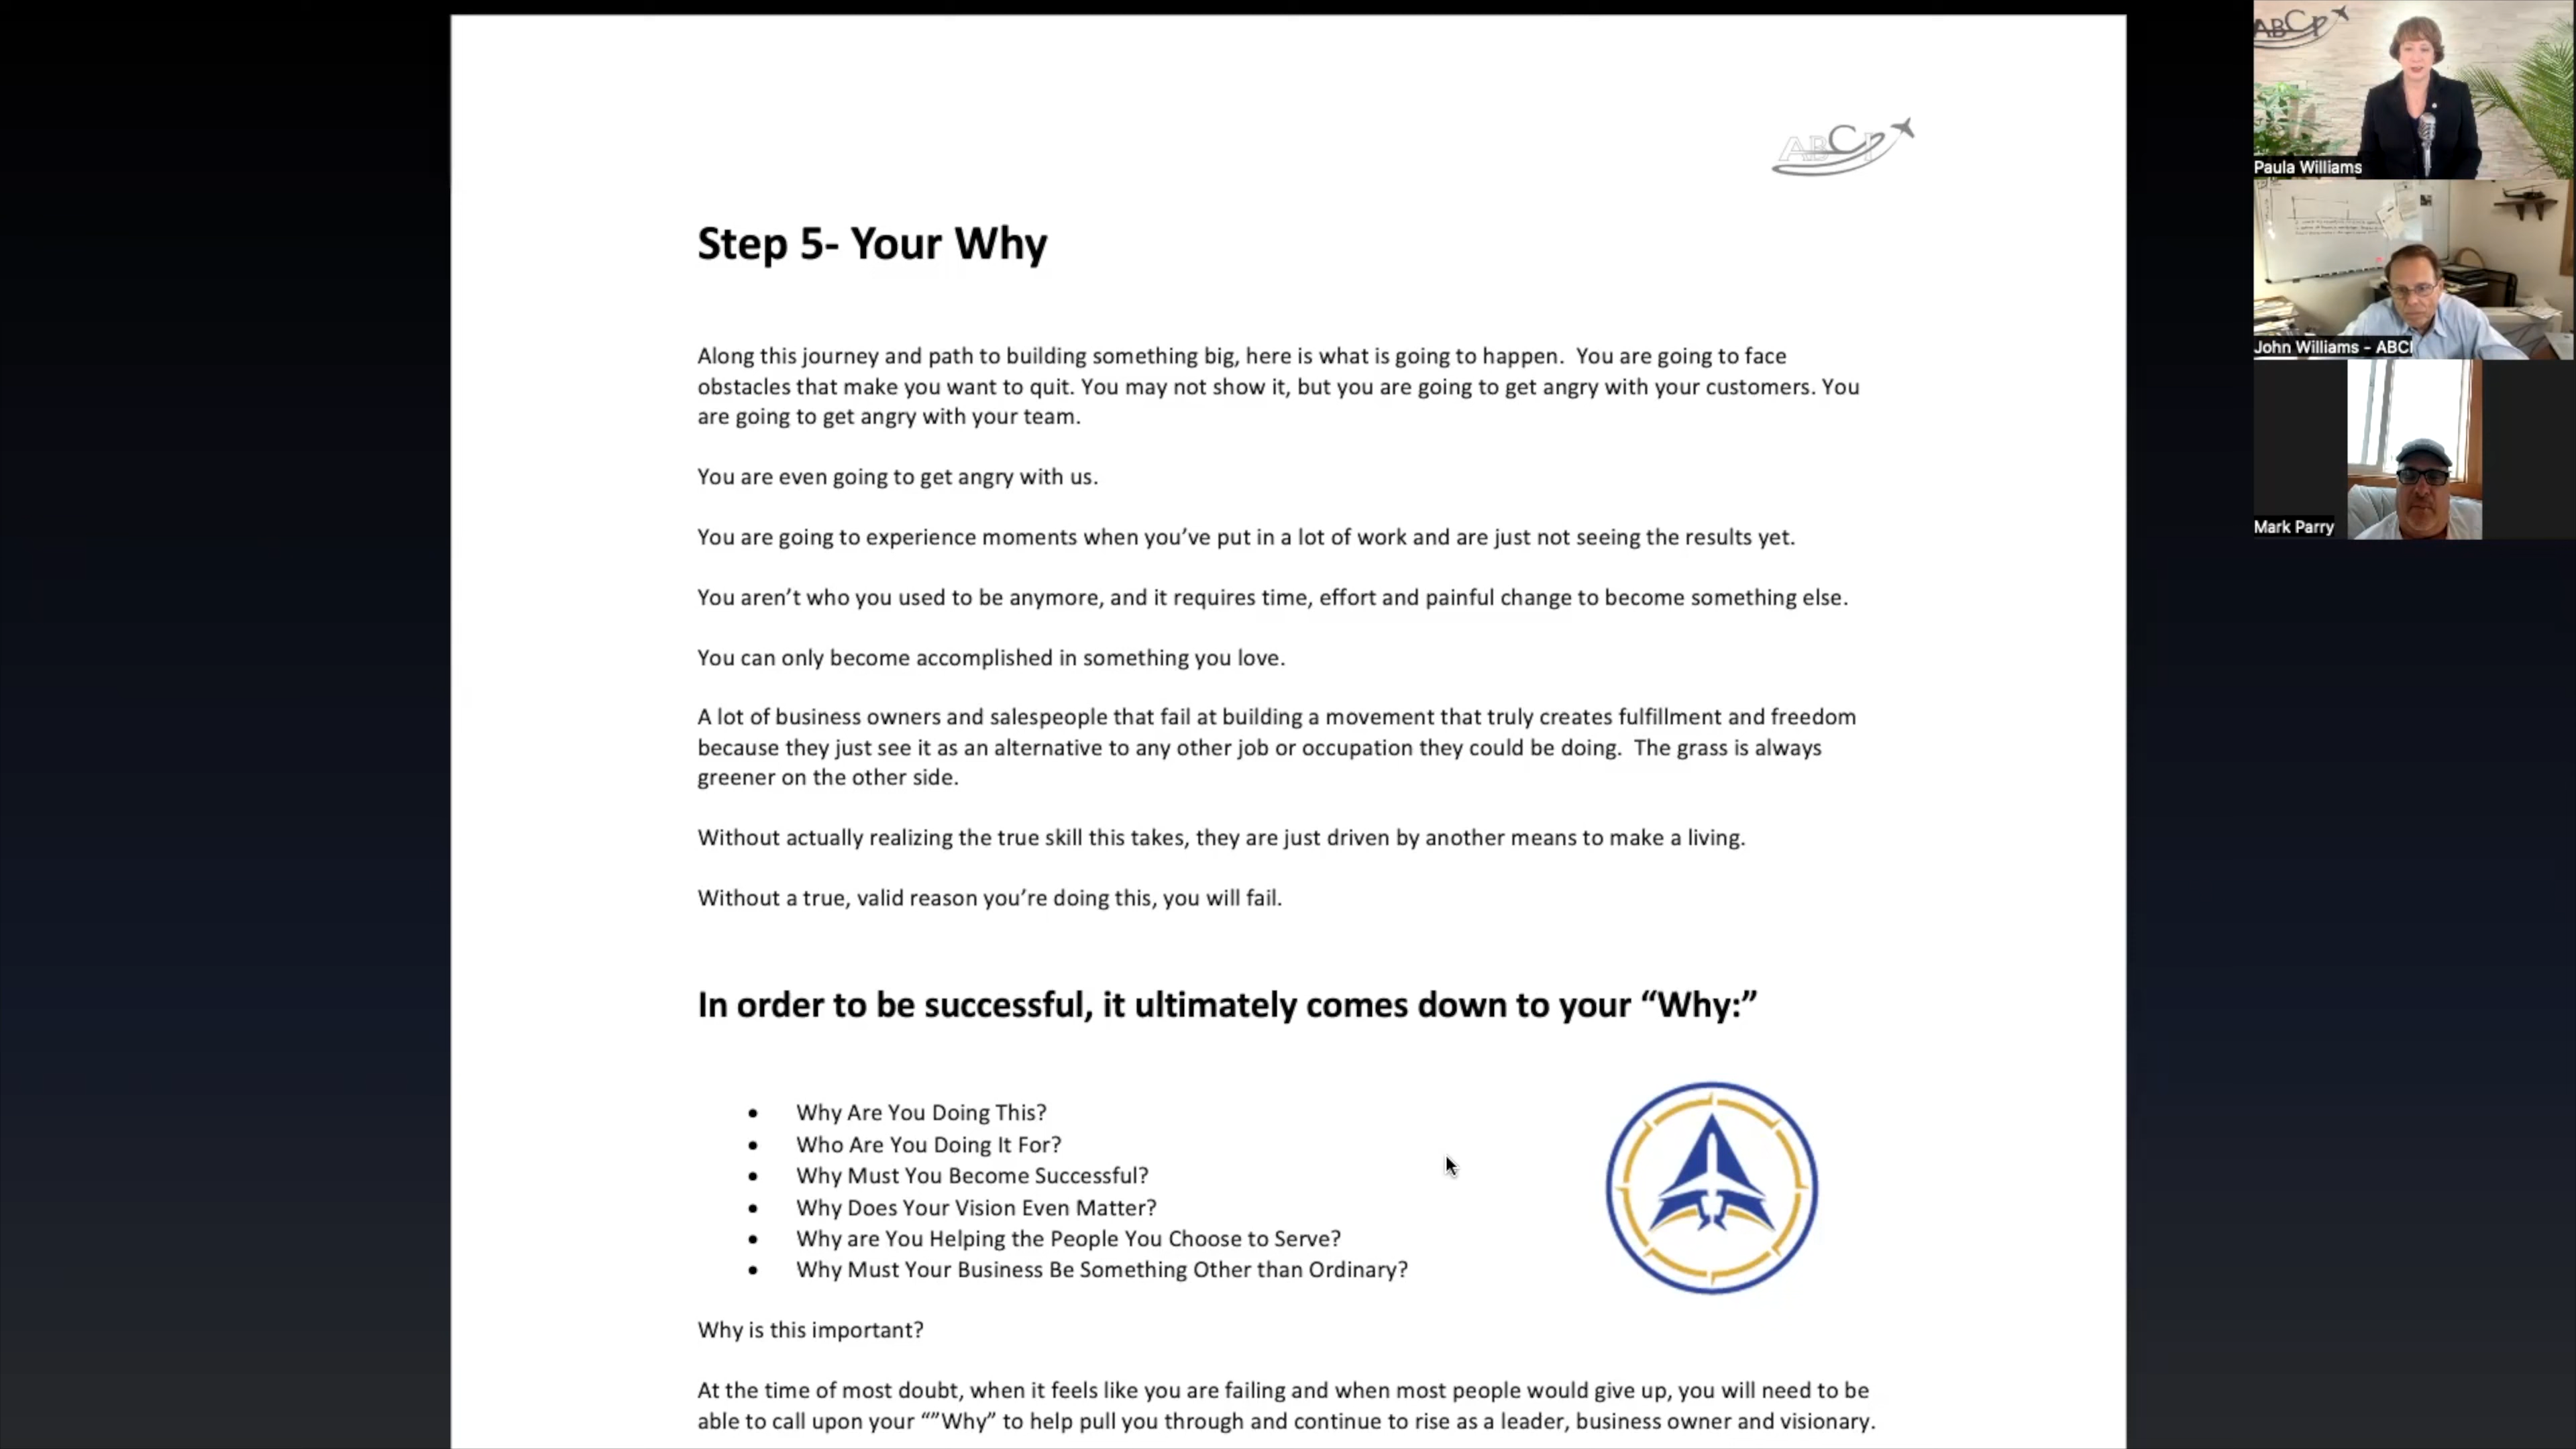 ABCI
Step 5- Your Why
Along this journey and path to building something big, here is what is going to happen.  You are going to face
obstacles that make you want to quit. You may not show it, but you are going to get angry with your customers. You
are going to get angry with your team.
You are even going to get angry with us.
You are going to experience moments when you’ve put in a lot of work and are just not seeing the results yet.
You aren’t who you used to be anymore, and it requires time, effort and painful change to become something else.
You can only become accomplished in something you love.
A lot of business owners and salespeople that fail at building a movement that truly creates fulfillment and freedom
because they just see it as an alternative to any other job or occupation they could be doing.  The grass is always
greener on the other side.
Without actually realizing the true skill this takes, they are just driven by another means to make a living.
Without a true, valid reason you’re doing this, you will fail.
In order to be successful, it ultimately comes down to your “Why:”
• Why Are You Doing This?
• Who Are You Doing It For?
• Why Must You Become Successful?
• Why Does Your Vision Even Matter?
• Why are You Helping the People You Choose to Serve?
• Why Must Your Business Be Something Other than Ordinary?
Why is this important?
At the time of most doubt, when it feels like you are failing and when most people would give up, you will need to be
able to call upon your “”Why” to help pull you through and continue to rise as a leader, business owner and visionary.
ABCI
Paula Williams
John Williams - ABCI
Mark Parry